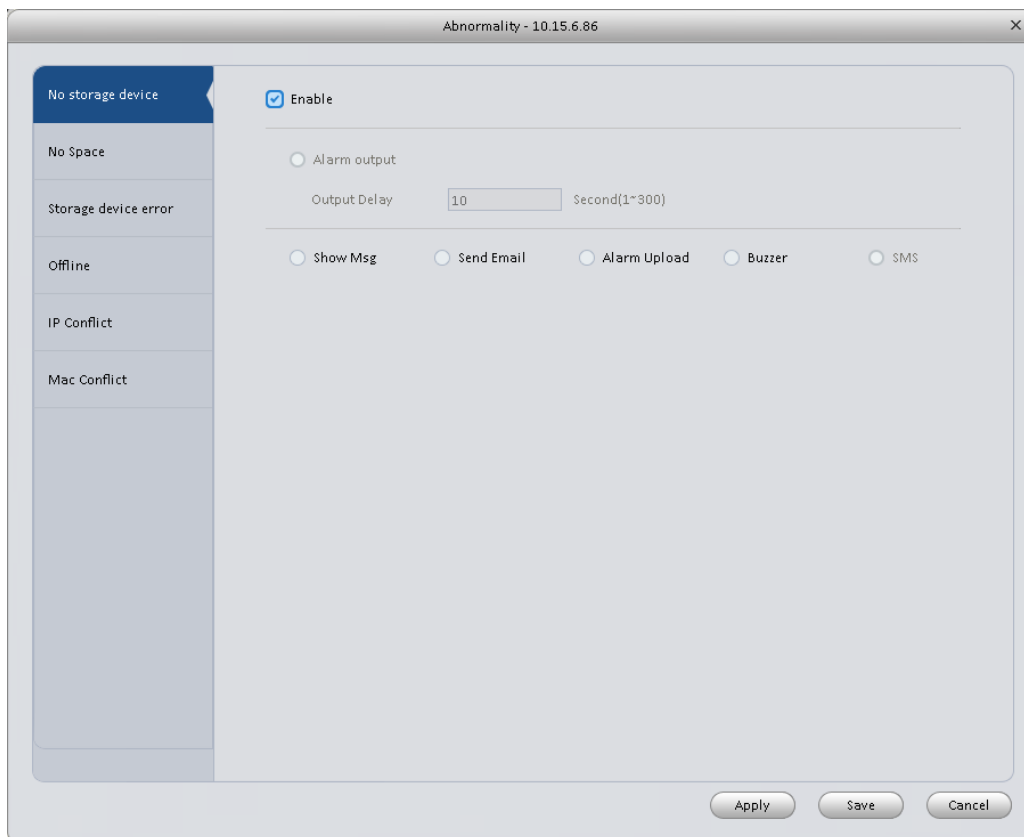 Abnormality - 10.15.6.86
No storage device
No Space
Storage device error
Offline
IP Conflict
Mac Conflict
Enable
Alarm output
Output Delay 10 Second(1~300)
Show Msg Send Email Alarm Upload Buzzer SMS
Apply Save Cancel